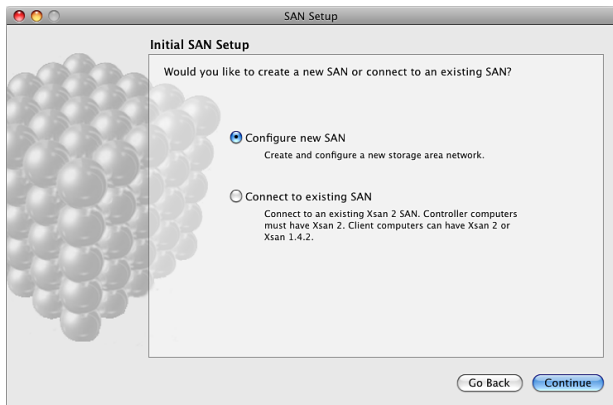 SAN Setup
Initial SAN Setup
Would you like to create a new SAN or connect to an existing SAN?
Configure new SAN
Create and configure a new storage area network.
Connect to existing SAN
Connect to an existing Xsan 2 SAN. Controller computers
must have Xsan 2. Client computers can have Xsan 2 or
Xsan 1.4.2.
Go Back
Continue